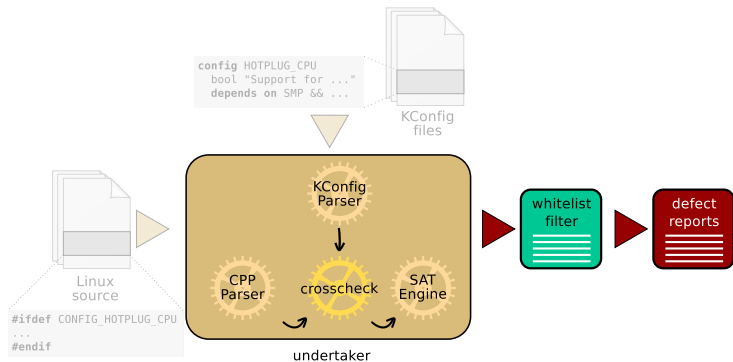 config HOTPLUG_CPU
bool "Support for ..."
depends on SMP && ...
KConfig
files
KConfig
Parser
whitelist
filter
defect
reports
CPP
Parser
crosscheck
SAT
Engine
Linux
source
#ifdef CONFIG_HOTPLUG_CPU
...
#endif
undertaker